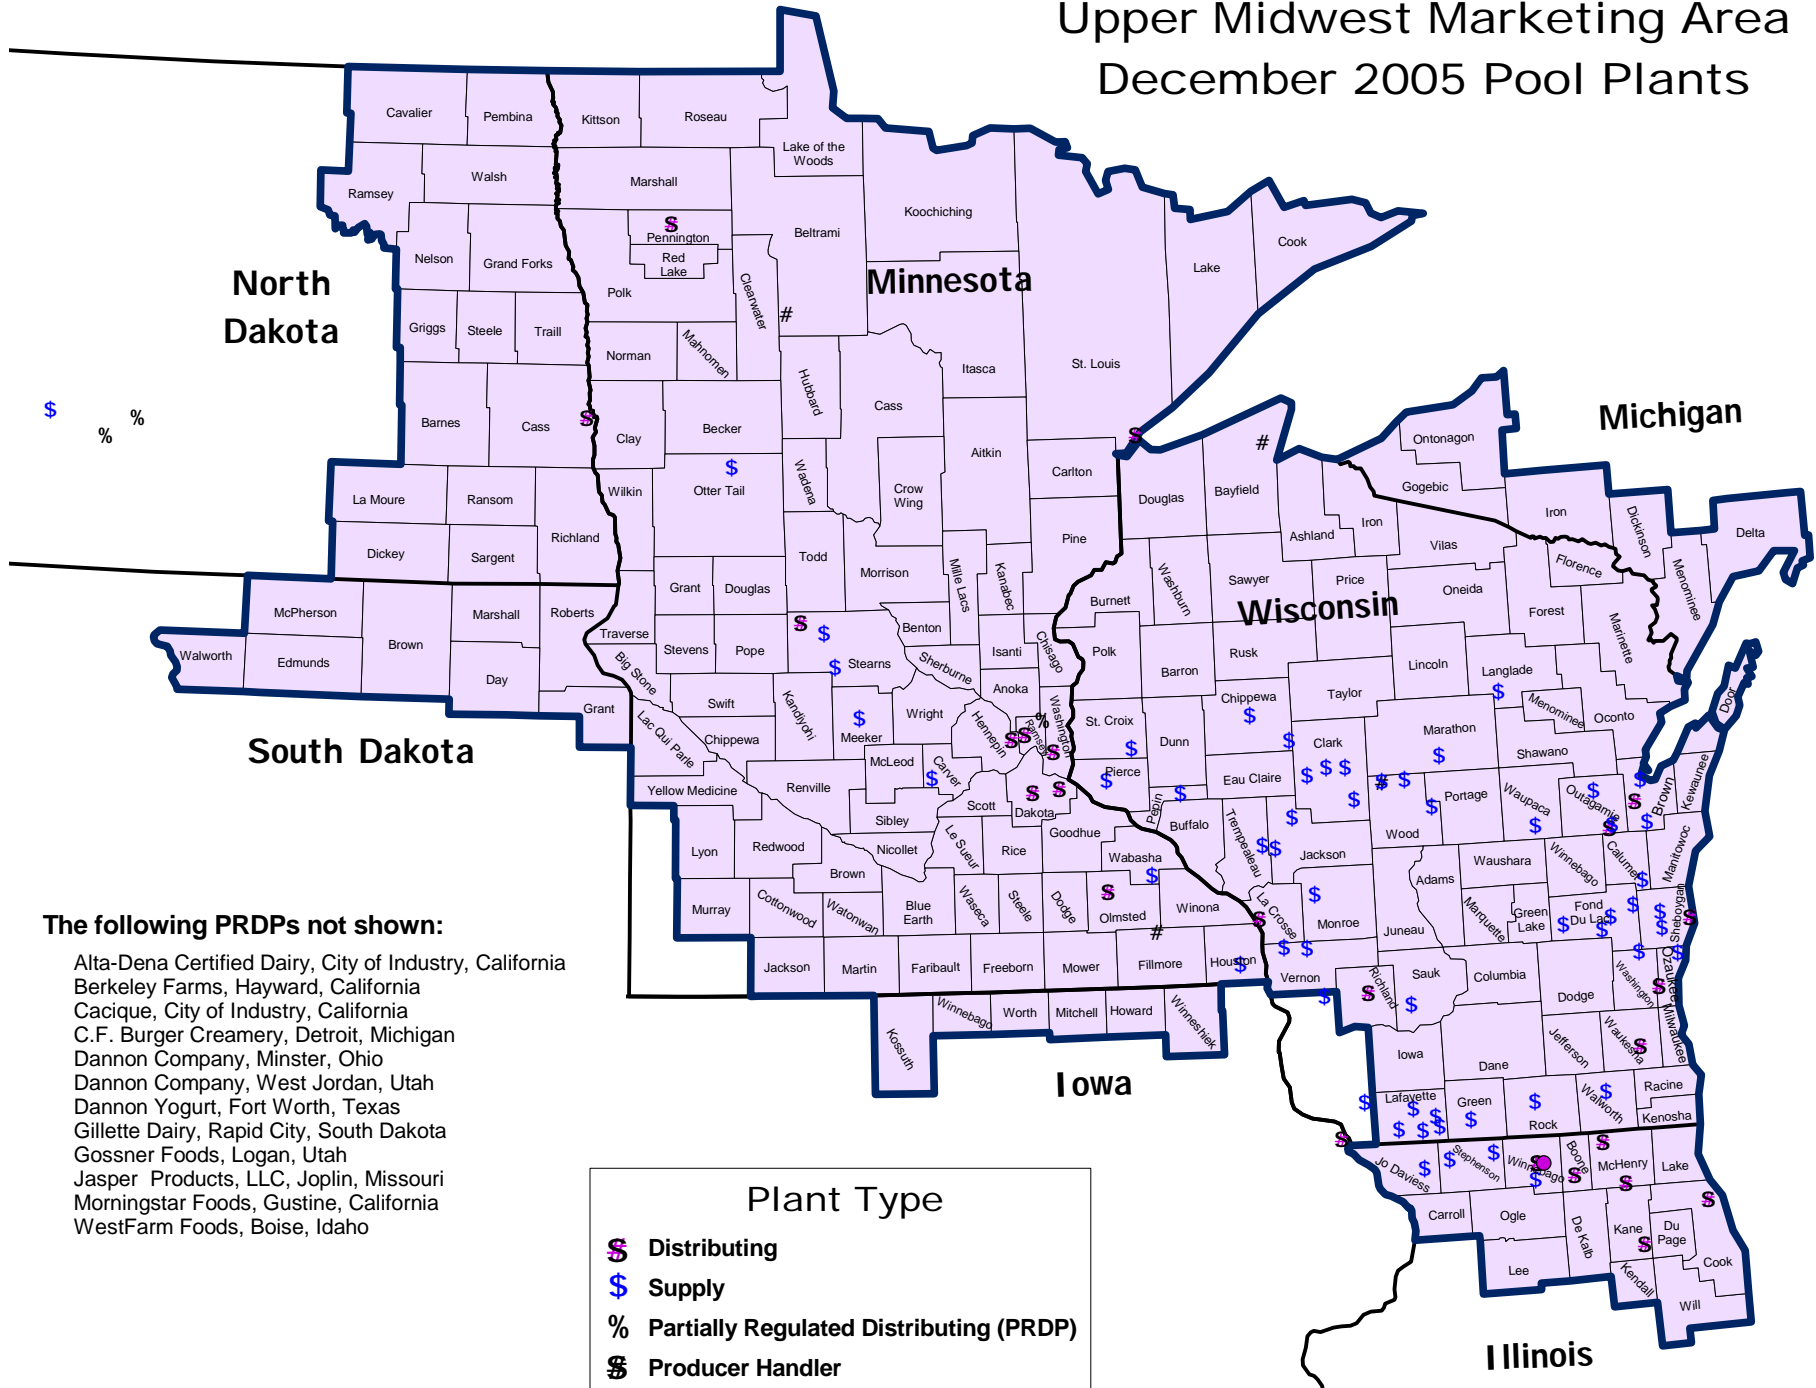 Upper Midwest Marketing Area
December 2005 Pool Plants
North
Dakota
Minnesota
South Dakota
Wisconsin
Michigan
Iowa
Illinois
Cavalier
Pembina
Kittson
Roseau
Lake of the
Woods
Ramsey
Walsh
Marshall
Koochiching
Beltrami
Pennington
Red
Lake
Nelson
Grand Forks
Polk
Clearwater
Lake
Cook
Griggs
Steele
Traill
Norman
Mahnomen
Hubbard
Itasca
St. Louis
Barnes
Cass
Clay
Becker
Cass
Aitkin
Carlton
La Moure
Ransom
Wilkin
Otter Tail
Wadena
Crow
Wing
Dickey
Sargent
Richland
Todd
Morrison
Mille Lacs
Kanabec
Pine
McPherson
Marshall
Roberts
Grant
Douglas
Walworth
Edmunds
Brown
Day
Grant
Traverse
Big Stone
Stevens
Pope
Stearns
Benton
Isanti
Chisago
Sherburne
Anoka
Lac Qui Parle
Swift
Chippewa
Kandiyohi
Meeker
Wright
Hennepin
Ramsey
Washington
Yellow Medicine
Renville
McLeod
Carver
Scott
Dakota
Sibley
Lyon
Redwood
Nicollet
Le Sueur
Rice
Goodhue
Wabasha
Murray
Cottonwood
Brown
Watonwan
Blue
Earth
Waseca
Steele
Dodge
Olmsted
Winona
Jackson
Martin
Faribault
Freeborn
Mower
Fillmore
Houston
Kossuth
Winnebago
Worth
Mitchell
Howard
Winneshiek
Douglas
Bayfield
Ashland
Iron
Ontonagon
Gogebic
Iron
Dickinson
Menominee
Delta
Vilas
Florence
Burnett
Washburn
Sawyer
Price
Oneida
Forest
Marinette
Polk
Barron
Rusk
Lincoln
Langlade
Taylor
Chippewa
Menominee
Oconto
Door
St. Croix
Dunn
Clark
Marathon
Shawano
Pierce
Pepin
Eau Claire
Buffalo
Trempealeau
Jackson
Wood
Portage
Waupaca
Outagamie
Brown
Kewaunee
La Crosse
Monroe
Juneau
Adams
Waushara
Winnebago
Calumet
Manitowoc
Marquette
Green
Lake
Fond
Du Lac
Sheboygan
Vernon
Richland
Sauk
Columbia
Dodge
Washington
Ozaukee
Iowa
Dane
Jefferson
Waukesha
Milwaukee
Lafayette
Green
Rock
Walworth
Racine
Kenosha
Jo Daviess
Stephenson
Winnebago
Boone
McHenry
Lake
Carroll
Ogle
De Kalb
Kane
Du
Page
Cook
Lee
Kendall
Will
The following PRDPs not shown:
Alta-Dena Certified Dairy, City of Industry, California
Berkeley Farms, Hayward, California
Cacique, City of Industry, California
C.F. Burger Creamery, Detroit, Michigan
Dannon Company, Minster, Ohio
Dannon Company, West Jordan, Utah
Dannon Yogurt, Fort Worth, Texas
Gillette Dairy, Rapid City, South Dakota
Gossner Foods, Logan, Utah
Jasper Products, LLC, Joplin, Missouri
Morningstar Foods, Gustine, California
WestFarm Foods, Boise, Idaho
Plant Type
Distributing
$ Supply
% Partially Regulated Distributing (PRDP)
Producer Handler